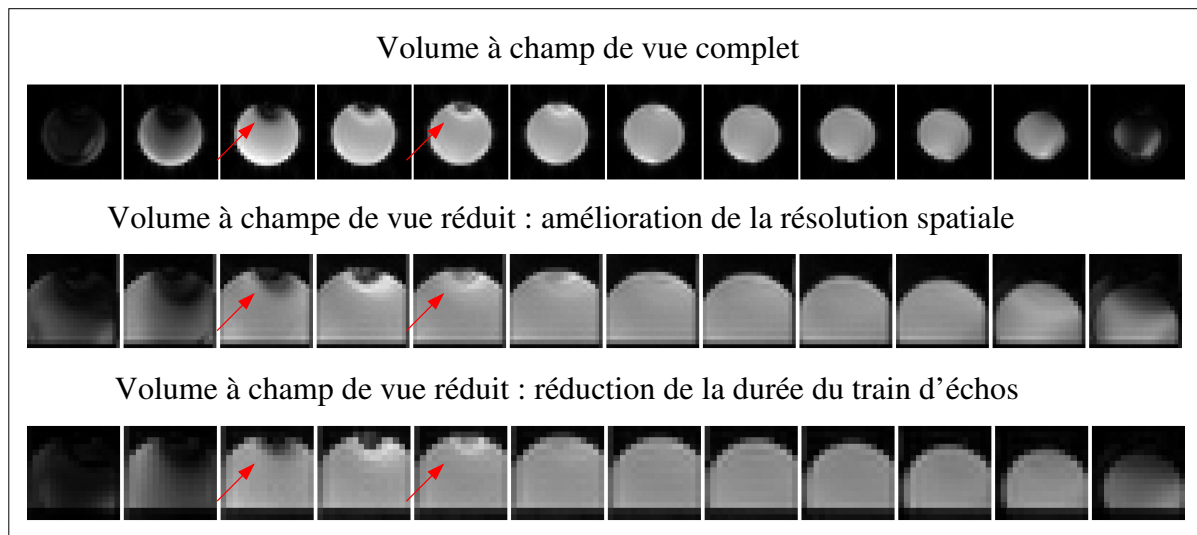 Volume à champ de vue complet
Volume à champe de vue réduit : amélioration de la résolution spatiale
Volume à champ de vue réduit : réduction de la durée du train d’échos